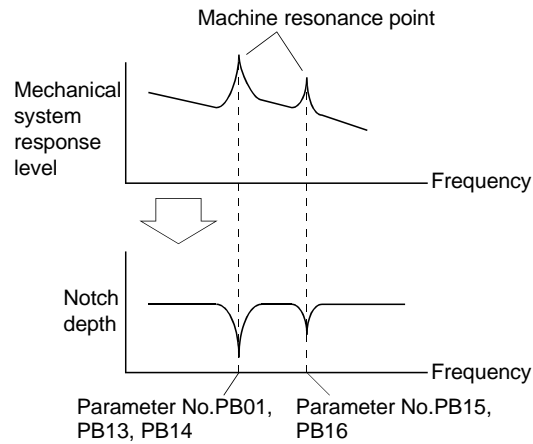 Machine resonance point
Mechanical
system
response
level
Frequency
Notch
depth
Frequency
Parameter No.PB01,
PB13, PB14
Parameter No.PB15,
PB16